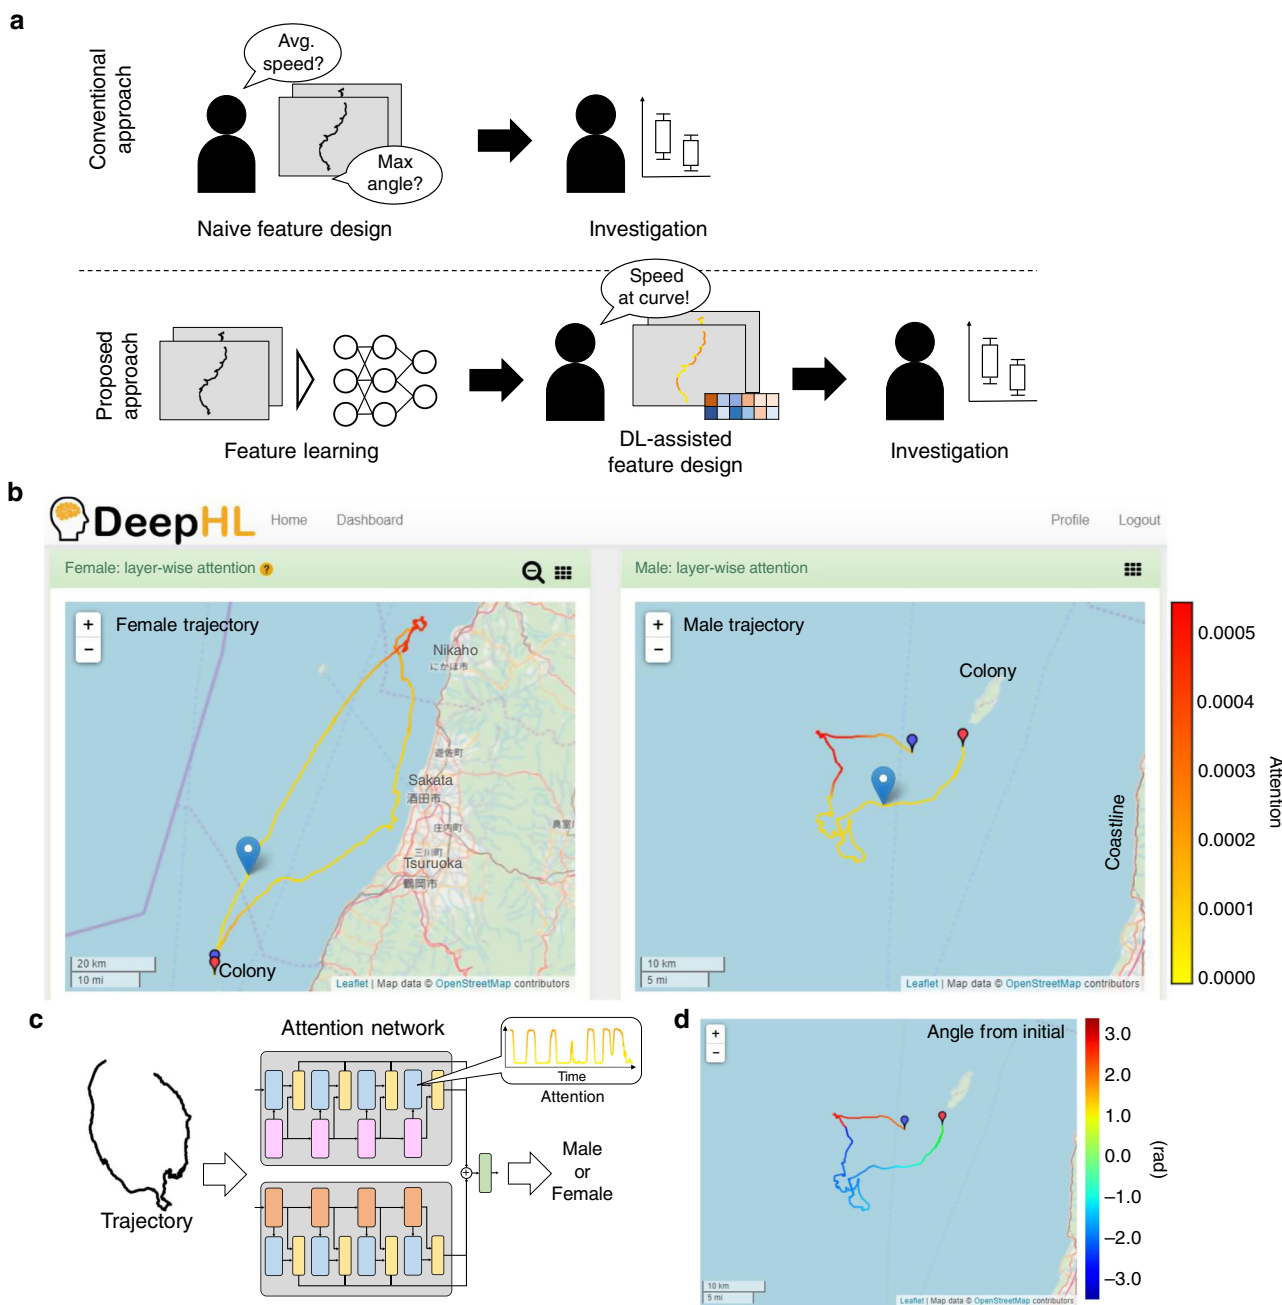 a
Conventional
approach
Avg.
speed?
Max
angle?
Naive feature design
Investigation
Proposed
approach
Speed
at curve!
Feature learning
DL-assisted
feature design
Investigation
b
DeepHL
Home
Dashboard
Profile
Logout
Female: layer-wise attention ?
Male: layer-wise attention
+
−
Female trajectory
Nikaho
にかほ市
遊佐町
Sakata
酒田市
庄内町
三川町
Tsuruoka
鶴岡市
真室川
Colony
20 km
10 mi
Leaflet | Map data © OpenStreetMap contributors
+
−
Male trajectory
Colony
Coastline
10 km
5 mi
Leaflet | Map data © OpenStreetMap contributors
0.0005
0.0004
0.0003
0.0002
0.0001
0.0000
Attention
c
Attention network
Time
Attention
Trajectory
Male
or
Female
d
+
−
Angle from initial
10 km
5 mi
Leaflet | Map data © OpenStreetMap contributors
3.0
2.0
1.0
0.0
−1.0
−2.0
−3.0
(rad)